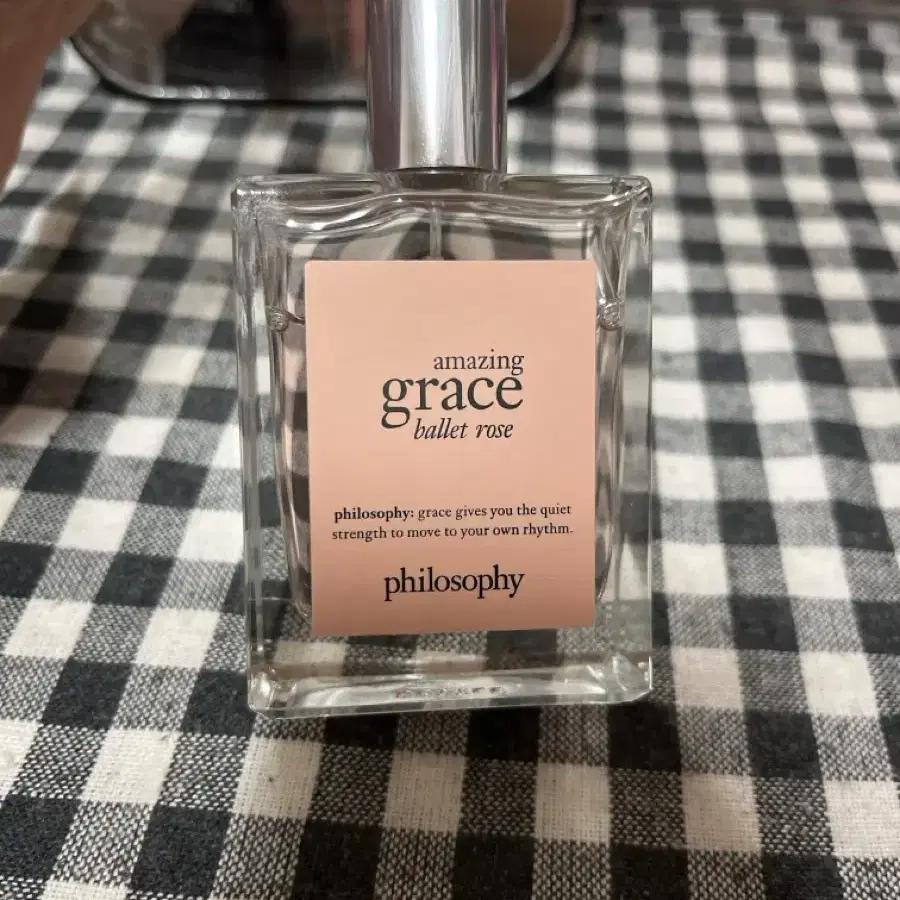 amazing
grace
ballet rose
philosophy: grace gives you the quiet
strength to move to your own rhythm.
philosophy